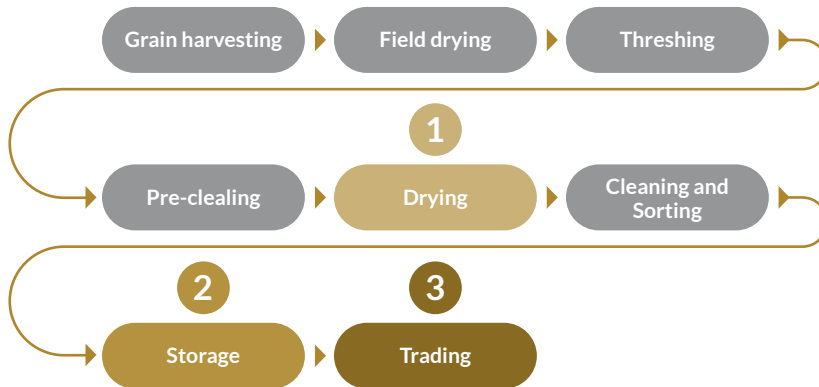 Grain harvesting
Field drying
Threshing
1
Pre-clealing
Drying
Cleaning and
Sorting
2
3
Storage
Trading